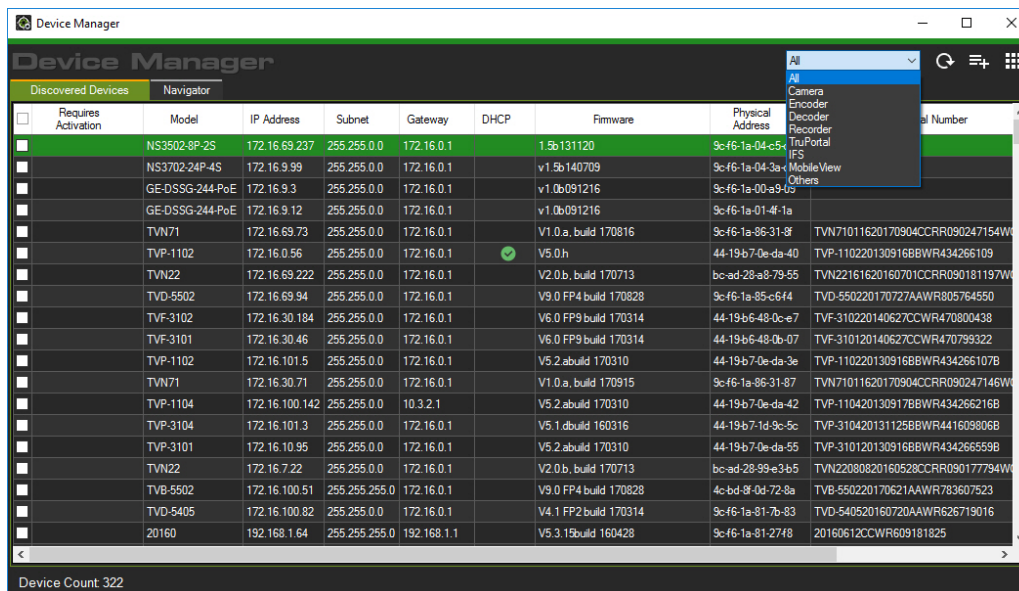 Device Manager
Device Manager
All
Discovered Devices Navigator
All
Camera
Encoder
Decoder
Recorder
TruPortal
IFS
MobileView
Others
Requires Activation Model IP Address Subnet Gateway DHCP Firmware Physical Address Number
NS3502-8P-2S 172.16.69.237 255.255.0.0 172.16.0.1 1.5b131120 9c-f6-1a-04-c5-
NS3702-24P-4S 172.16.9.99 255.255.0.0 172.16.0.1 v1.5b140709 9c-f6-1a-04-3a-
GE-DSSG-244-PoE 172.16.9.3 255.255.0.0 172.16.0.1 v1.0b091216 9c-f6-1a-00-a9-09
GE-DSSG-244-PoE 172.16.9.12 255.255.0.0 172.16.0.1 v1.0b091216 9c-f6-1a-01-4f-1a
TVN71 172.16.69.73 255.255.0.0 172.16.0.1 V1.0.a, build 170816 9c-f6-1a-86-31-8f TVN71011620170904CCRR090247154W
TVP-1102 172.16.0.56 255.255.0.0 172.16.0.1 V5.0.h 44-19-b7-0e-da-40 TVP-110220130916BBWR434266109
TVN22 172.16.69.222 255.255.0.0 172.16.0.1 V2.0.b, build 170713 bc-ad-28-a8-79-55 TVN22161620160701CCRR090181197W
TVD-5502 172.16.69.94 255.255.0.0 172.16.0.1 V9.0 FP4 build 170828 9c-f6-1a-85-c6-f4 TVD-550220170727AAWR805764550
TVF-3102 172.16.30.184 255.255.0.0 172.16.0.1 V6.0 FP9 build 170314 44-19-b6-48-0c-e7 TVF-310220140627CCWR470800438
TVF-3101 172.16.30.46 255.255.0.0 172.16.0.1 V6.0 FP9 build 170314 44-19-b6-48-0b-07 TVF-310120140627CCWR470799322
TVP-1102 172.16.101.5 255.255.0.0 172.16.0.1 V5.2.abuild 170310 44-19-b7-0e-da-3e TVP-110220130916BBWR434266107B
TVN71 172.16.30.71 255.255.0.0 172.16.0.1 V1.0.a, build 170915 9c-f6-1a-86-31-87 TVN71011620170904CCRR090247146W
TVP-1104 172.16.100.142 255.255.0.0 10.3.2.1 V5.2.abuild 170310 44-19-b7-0e-da-42 TVP-110420130917BBWR434266216B
TVP-3104 172.16.101.3 255.255.0.0 172.16.0.1 V5.1.dbuild 160316 44-19-b7-1d-9c-5c TVP-310420131125BBWR441609806B
TVP-3101 172.16.10.95 255.255.0.0 172.16.0.1 V5.2.abuild 170310 44-19-b7-0e-da-55 TVP-310120130916BBWR434266559B
TVN22 172.16.7.22 255.255.0.0 172.16.0.1 V2.0.b, build 170713 bc-ad-28-99-e3-b5 TVN22080820160528CCRR090177794W
TVB-5502 172.16.100.51 255.255.255.0 172.16.0.1 V9.0 FP4 build 170828 4c-bd-8f-0d-72-8a TVB-550220170621AAWR783607523
TVD-5405 172.16.100.82 255.255.0.0 172.16.0.1 V4.1 FP2 build 170314 9c-f6-1a-81-7b-83 TVD-540520160720AAWR626719016
20160 192.168.1.64 255.255.255.0 192.168.1.1 V5.3.15build 160428 9c-f6-1a-81-27-f8 20160612CCWR609181825
Device Count: 322